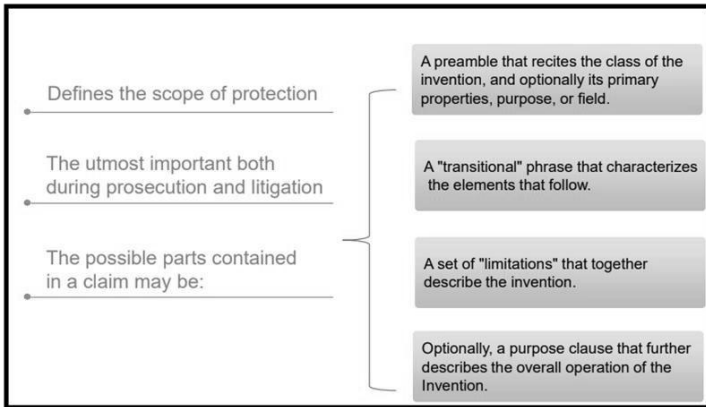 Defines the scope of protection
The utmost important both
during prosecution and litigation
The possible parts contained
in a claim may be:
A preamble that recites the class of the
invention, and optionally its primary
properties, purpose, or field.
A "transitional" phrase that characterizes
the elements that follow.
A set of "limitations" that together
describe the invention.
Optionally, a purpose clause that further
describes the overall operation of the
Invention.